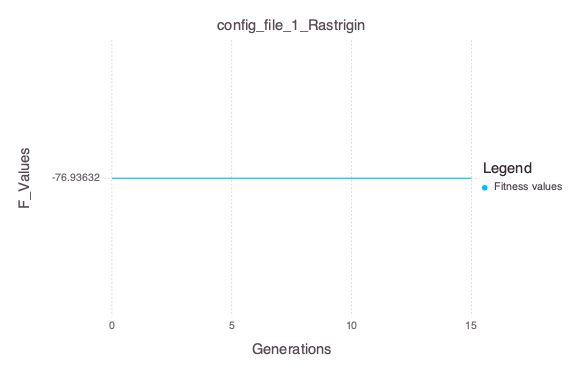 config_file_1_Rastrigin
F_Values
-76.93632
Legend
Fitness values
0 5 10 15
Generations